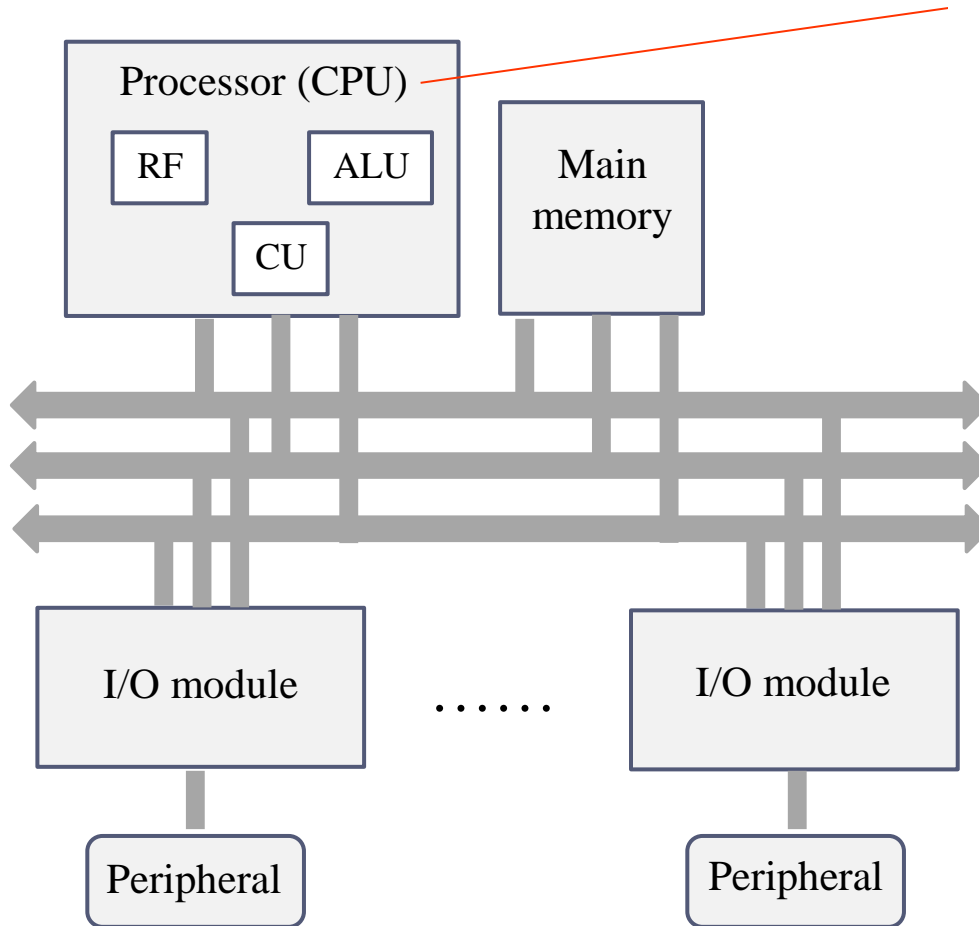 Processor (CPU)
RF
ALU
CU
Main
memory
I/O module
......
I/O module
Peripheral
Peripheral